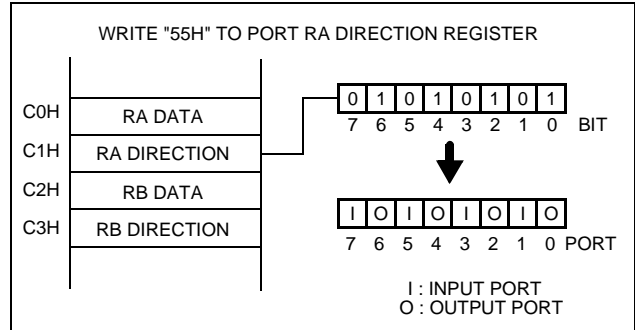 WRITE "55H" TO PORT RA DIRECTION REGISTER
C0H RA DATA
C1H RA DIRECTION
C2H RB DATA
C3H RB DIRECTION
0 1 0 1 0 1 0 1
7 6 5 4 3 2 1 0 BIT
I O I O I O I O
7 6 5 4 3 2 1 0 PORT
I : INPUT PORT
O : OUTPUT PORT